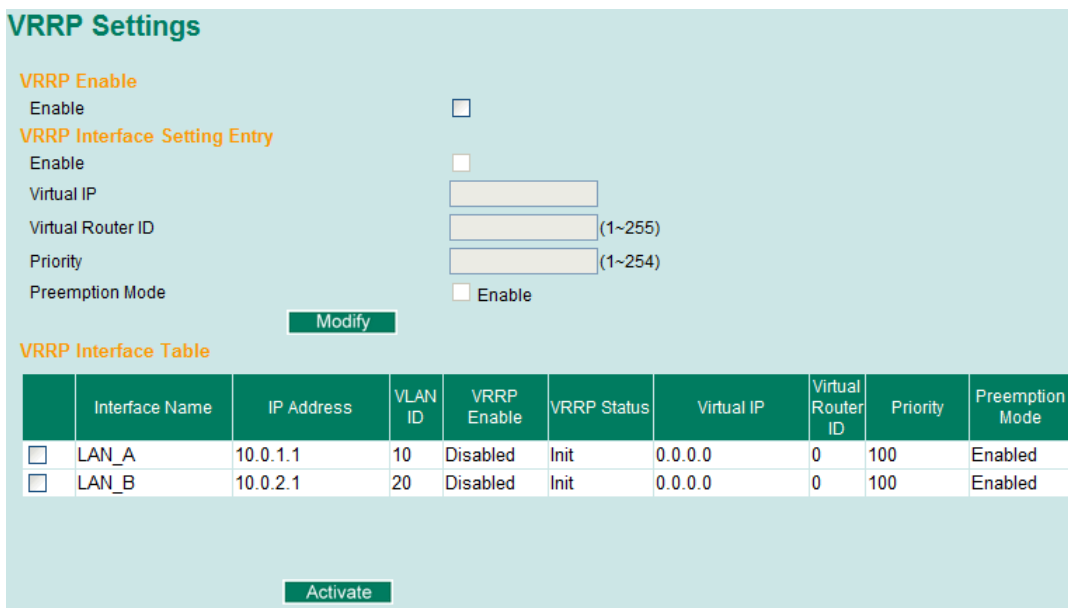 VRRP Settings
VRRP Enable
Enable
VRRP Interface Setting Entry
Enable
Virtual IP
Virtual Router ID (1~255)
Priority (1~254)
Preemption Mode Enable
Modify
VRRP Interface Table
Interface Name IP Address VLAN ID VRRP Enable VRRP Status Virtual IP Virtual Router ID Priority Preemption Mode
LAN_A 10.0.1.1 10 Disabled Init 0.0.0.0 0 100 Enabled
LAN_B 10.0.2.1 20 Disabled Init 0.0.0.0 0 100 Enabled
Activate